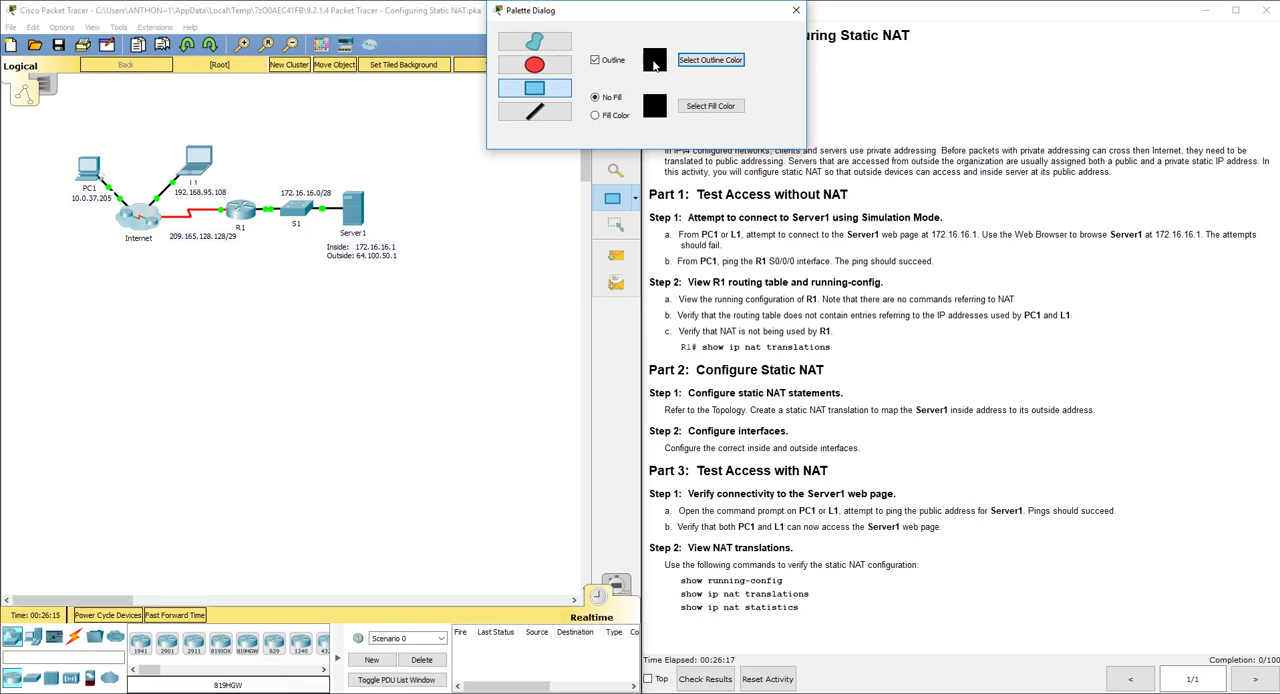 Cisco Packet Tracer - C:\Users\ANTHON~1\AppData\Local\Temp\7zO0AEC41FB\9.2.1.4 Packet Tracer - Configuring Static NAT.pka
Palette Dialog
uring Static NAT
File Edit Options View Tools Extensions Help
Outline
Select Outline Color
No Fill
Fill Color
Select Fill Color
Logical Back [Root] New Cluster Move Object Set Tiled Background
In IPv4 configured networks, clients and servers use private addressing. Before packets with private addressing can cross then Internet, they need to be
translated to public addressing. Servers that are accessed from outside the organization are usually assigned both a public and a private static IP address. In
this activity, you will configure static NAT so that outside devices can access and inside server at its public address.
PC1
10.0.37.205
L1
192.168.95.108
172.16.16.0/28
Internet
209.165.128.128/29
R1
S1
Server1
Inside: 172.16.16.1
Outside: 64.100.50.1
Part 1: Test Access without NAT
Step 1: Attempt to connect to Server1 using Simulation Mode.
a. From PC1 or L1, attempt to connect to the Server1 web page at 172.16.16.1. Use the Web Browser to browse Server1 at 172.16.16.1. The attempts
should fail.
b. From PC1, ping the R1 S0/0/0 interface. The ping should succeed.
Step 2: View R1 routing table and running-config.
a. View the running configuration of R1. Note that there are no commands referring to NAT.
b. Verify that the routing table does not contain entries referring to the IP addresses used by PC1 and L1.
c. Verify that NAT is not being used by R1.
R1# show ip nat translations
Part 2: Configure Static NAT
Step 1: Configure static NAT statements.
Refer to the Topology. Create a static NAT translation to map the Server1 inside address to its outside address.
Step 2: Configure interfaces.
Configure the correct inside and outside interfaces.
Part 3: Test Access with NAT
Step 1: Verify connectivity to the Server1 web page.
a. Open the command prompt on PC1 or L1, attempt to ping the public address for Server1. Pings should succeed.
b. Verify that both PC1 and L1 can now access the Server1 web page.
Step 2: View NAT translations.
Use the following commands to verify the static NAT configuration:
show running-config
show ip nat translations
show ip nat statistics
Time: 00:26:15 Power Cycle Devices Fast Forward Time
Realtime
1941 2901 2911 819IOX 819HGW 829 1240
819HGW
Scenario 0
New Delete
Toggle PDU List Window
Fire Last Status Source Destination Type Co
Time Elapsed: 00:26:17 Completion: 0/100
Top Check Results Reset Activity < 1/1 >